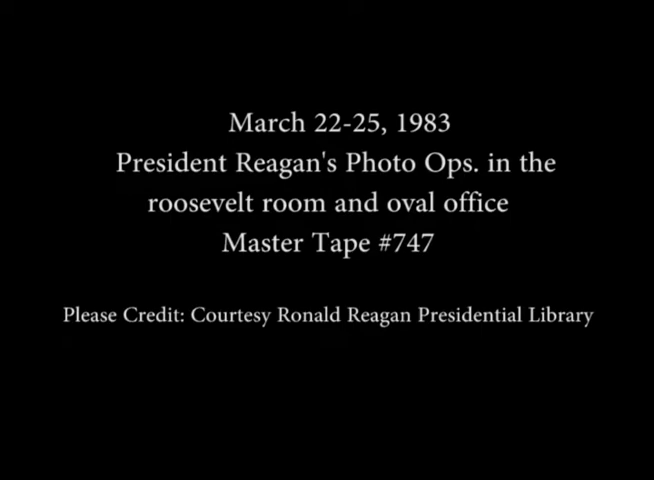 March 22-25, 1983
President Reagan's Photo Ops. in the
roosevelt room and oval office
Master Tape #747
Please Credit: Courtesy Ronald Reagan Presidential Library